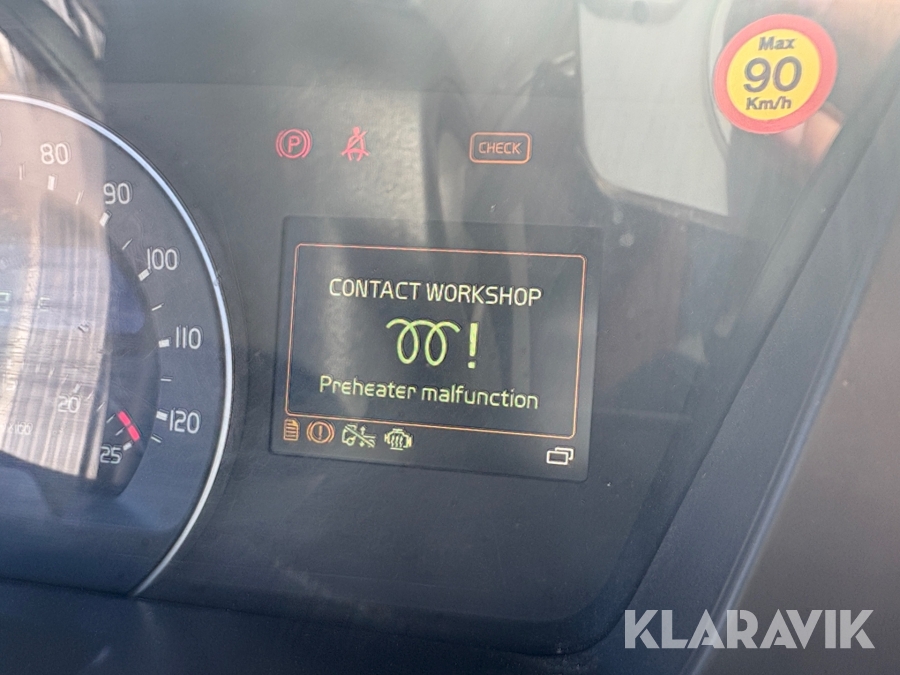 Max
90
Km/h
P
CHECK
80
90
100
110
120
20
25
CONTACT WORKSHOP
!
Preheater malfunction
KLARAVIK